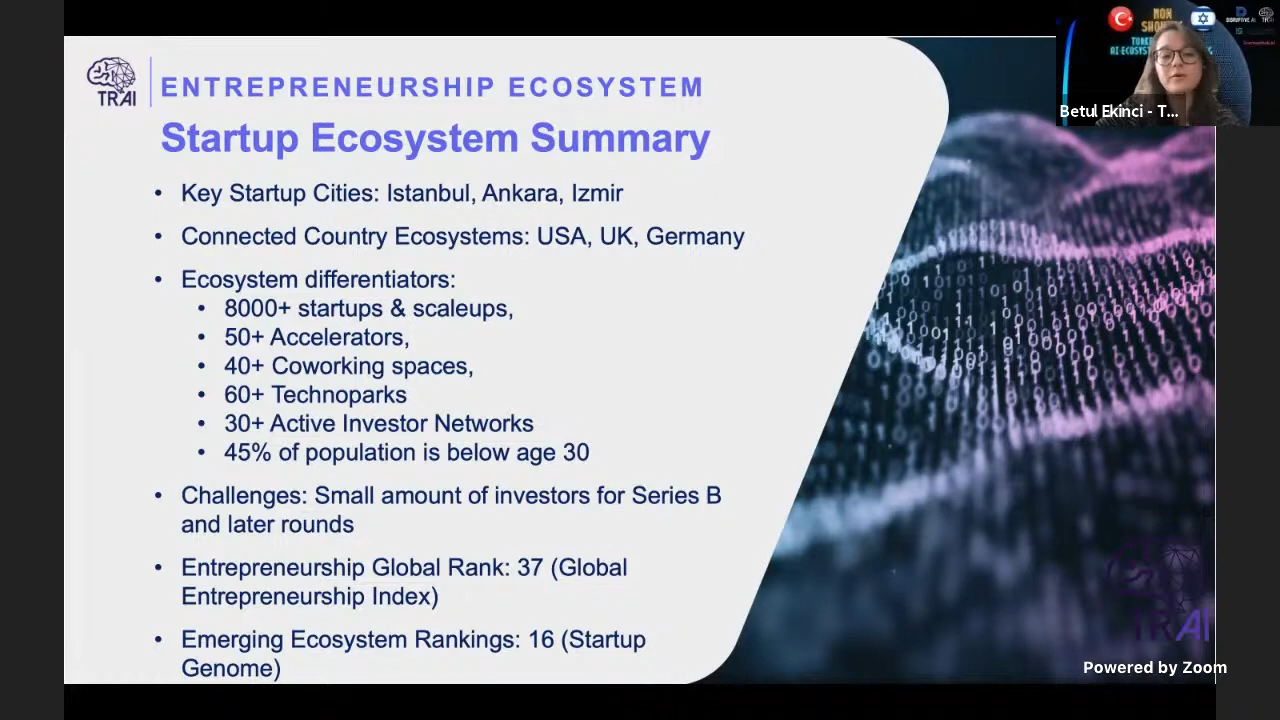 TRAI
ENTREPRENEURSHIP ECOSYSTEM
Startup Ecosystem Summary
• Key Startup Cities: Istanbul, Ankara, Izmir
• Connected Country Ecosystems: USA, UK, Germany
• Ecosystem differentiators:
• 8000+ startups & scaleups,
• 50+ Accelerators,
• 40+ Coworking spaces,
• 60+ Technoparks
• 30+ Active Investor Networks
• 45% of population is below age 30
• Challenges: Small amount of investors for Series B
and later rounds
• Entrepreneurship Global Rank: 37 (Global
Entrepreneurship Index)
• Emerging Ecosystem Rankings: 16 (Startup
Genome)
Betul Ekinci - T...
TRAI
Powered by Zoom